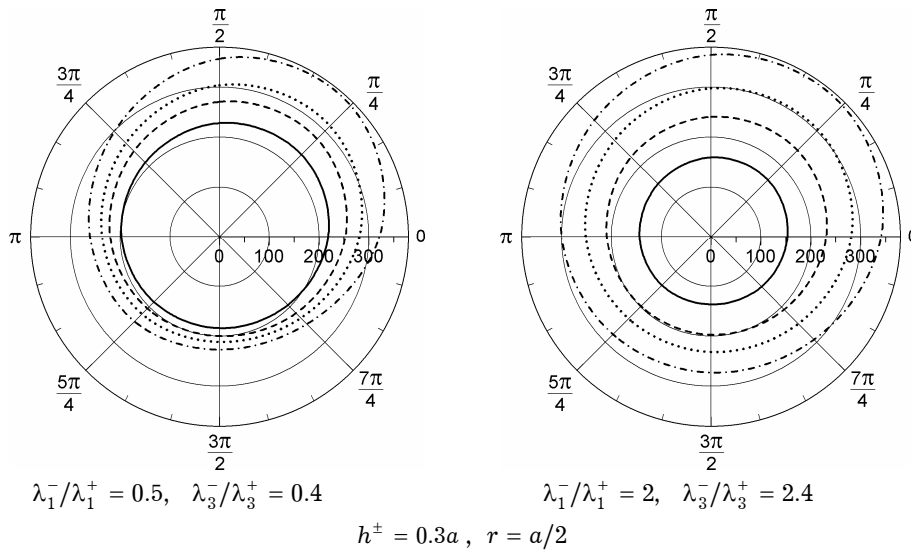 π/2 π/2
3π/4 π/4 3π/4 π/4
π 0 100 200 300 0 π 0 100 200 300 0
5π/4 7π/4 5π/4 7π/4
3π/2 3π/2
λ₁⁻/λ₁⁺ = 0.5, λ₃⁻/λ₃⁺ = 0.4 λ₁⁻/λ₁⁺ = 2, λ₃⁻/λ₃⁺ = 2.4
h± = 0.3a , r = a/2